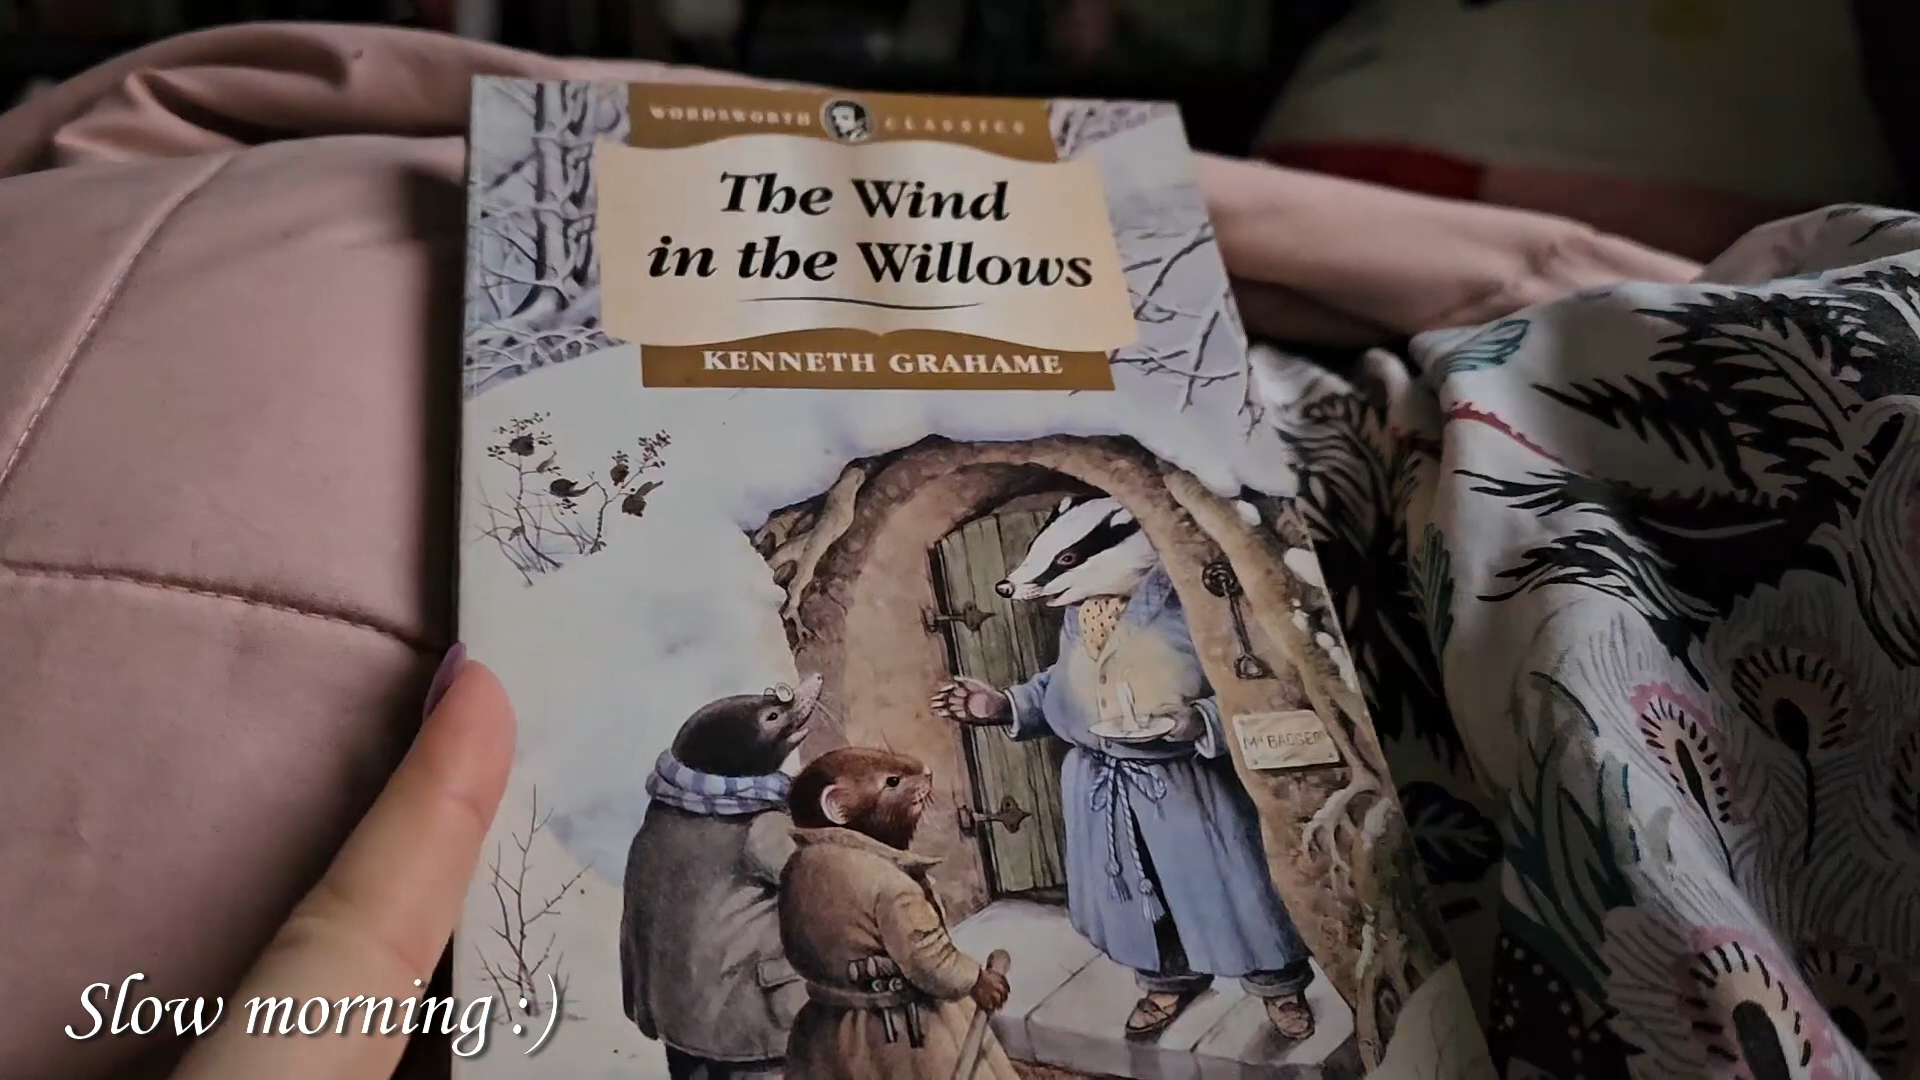 WORDSWORTH CLASSICS
The Wind
in the Willows
KENNETH GRAHAME
Mr BADGER
Slow morning :)